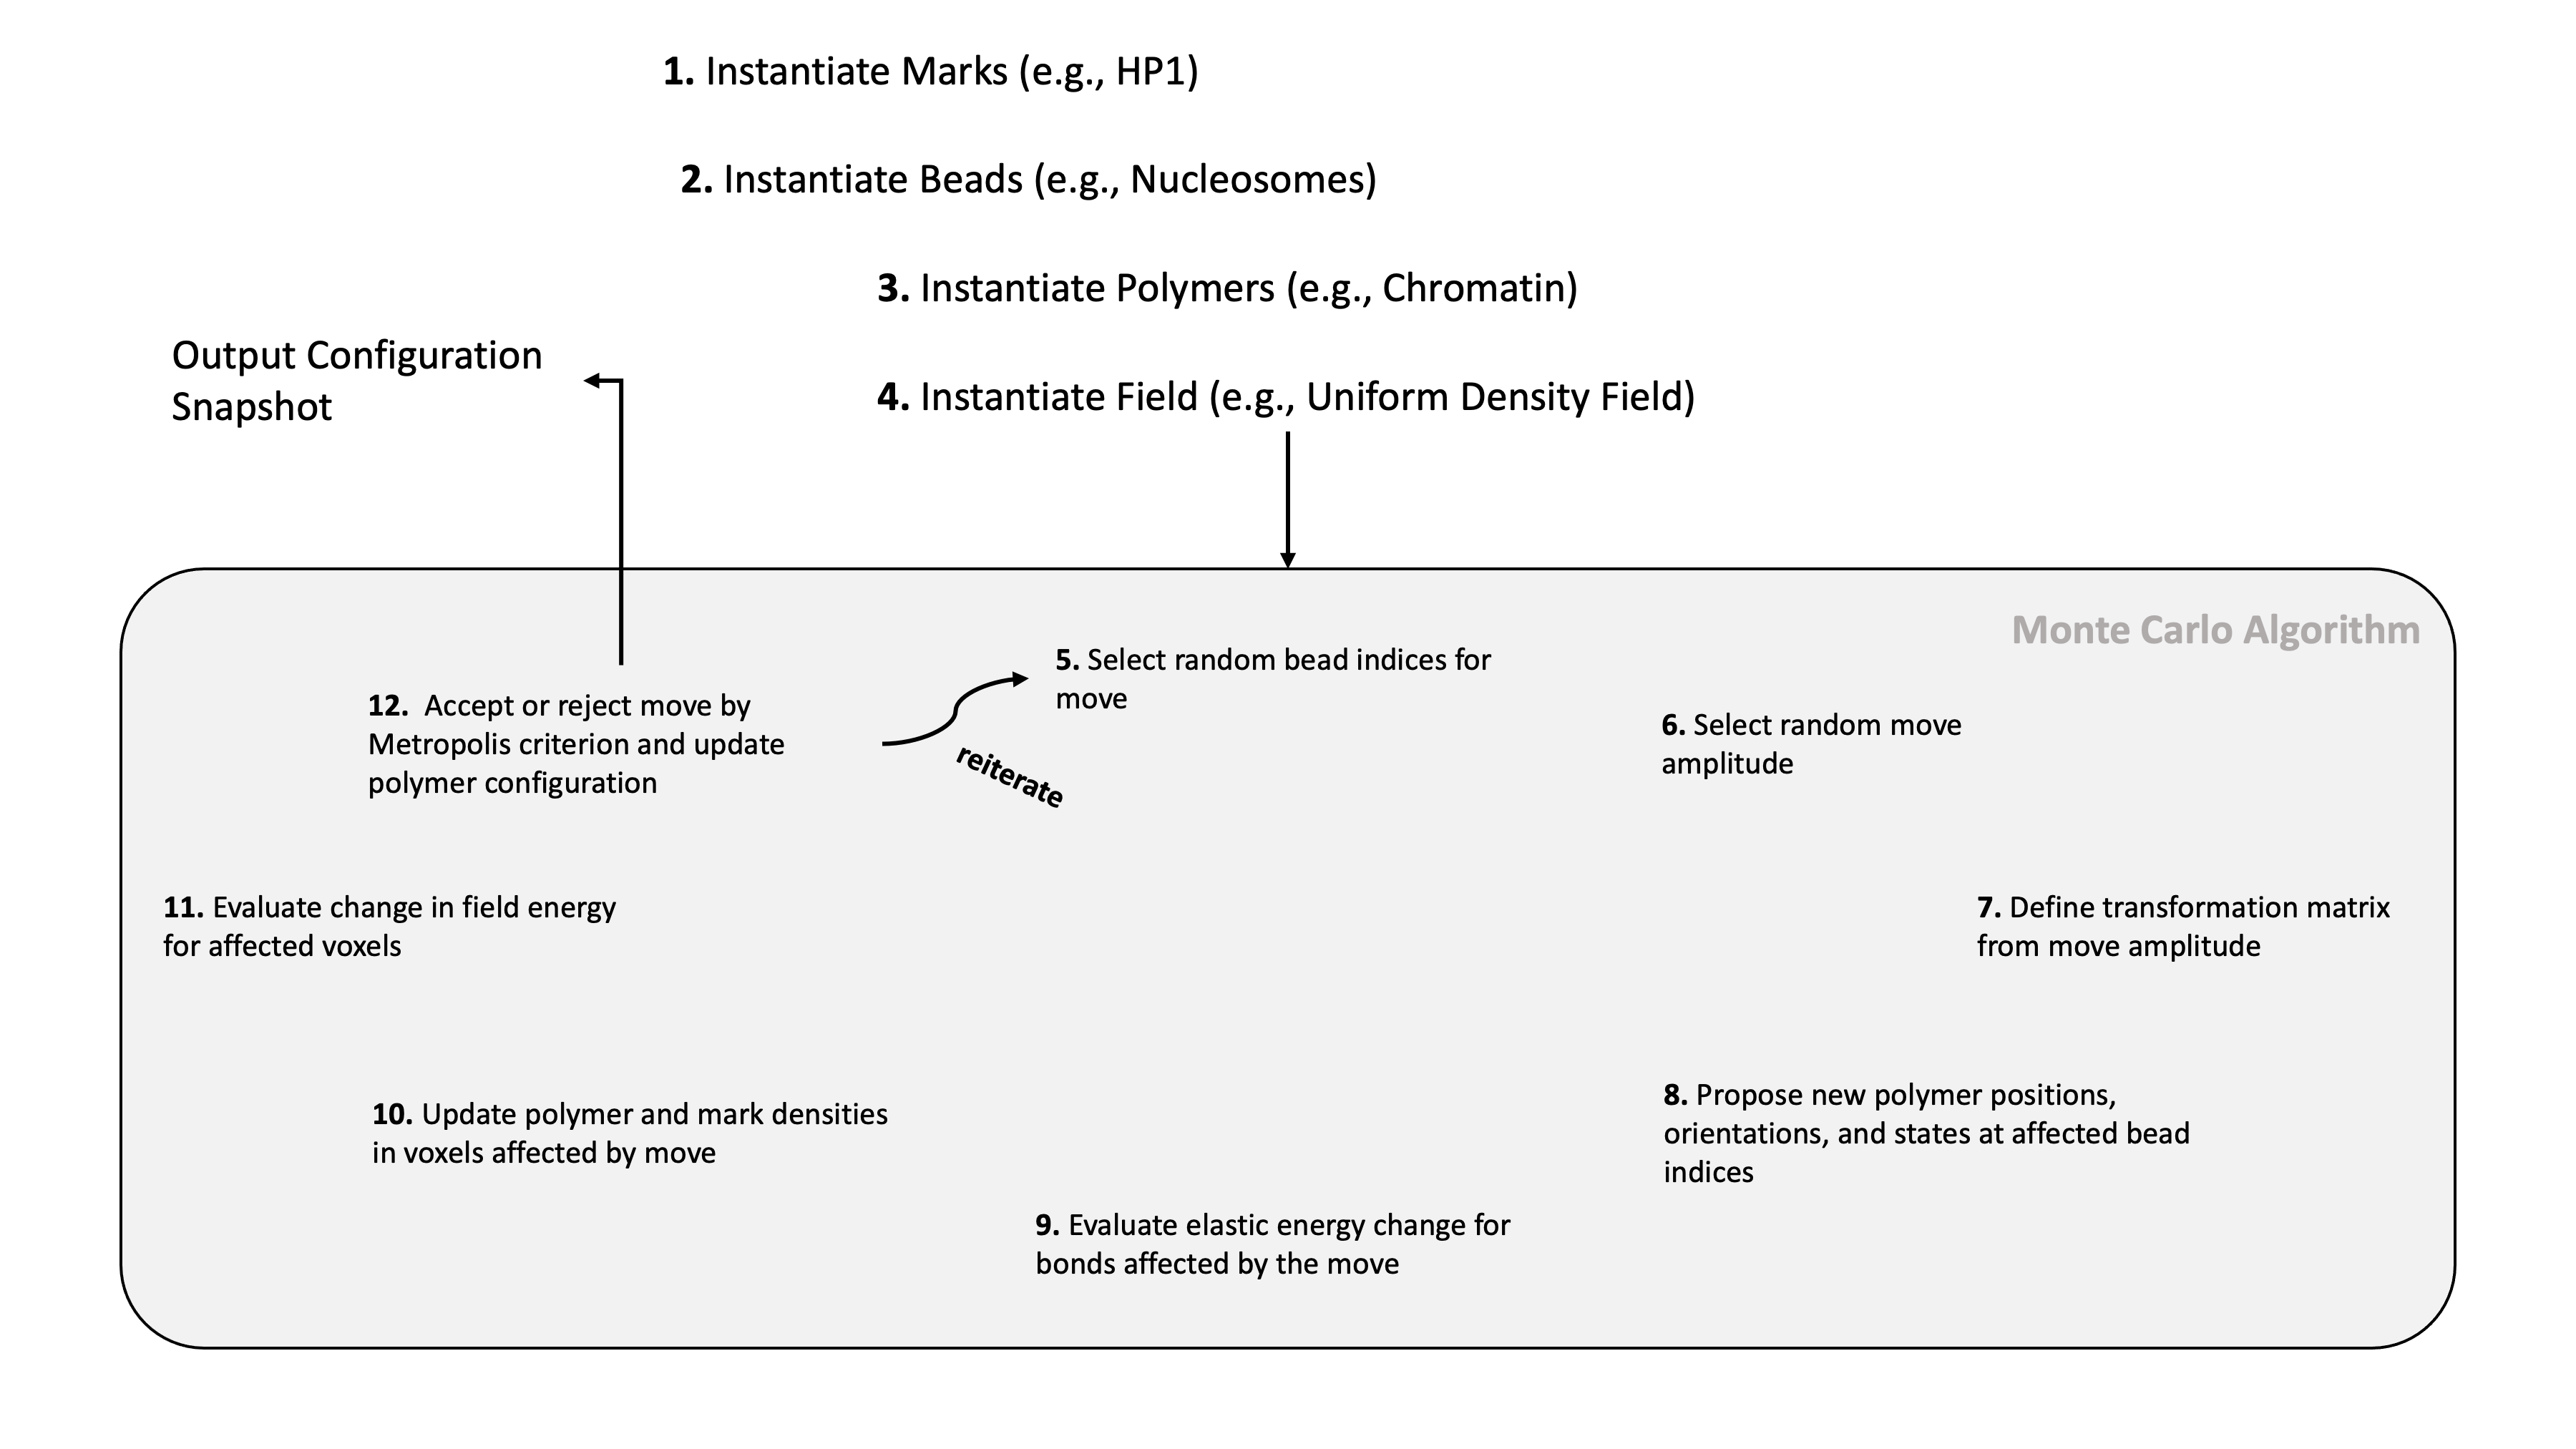 1. Instantiate Marks (e.g., HP1)
2. Instantiate Beads (e.g., Nucleosomes)
3. Instantiate Polymers (e.g., Chromatin)
4. Instantiate Field (e.g., Uniform Density Field)
Output Configuration
Snapshot
Monte Carlo Algorithm
5. Select random bead indices for
move
6. Select random move
amplitude
7. Define transformation matrix
from move amplitude
8. Propose new polymer positions,
orientations, and states at affected bead
indices
9. Evaluate elastic energy change for
bonds affected by the move
10. Update polymer and mark densities
in voxels affected by move
11. Evaluate change in field energy
for affected voxels
12. Accept or reject move by
Metropolis criterion and update
polymer configuration
reiterate